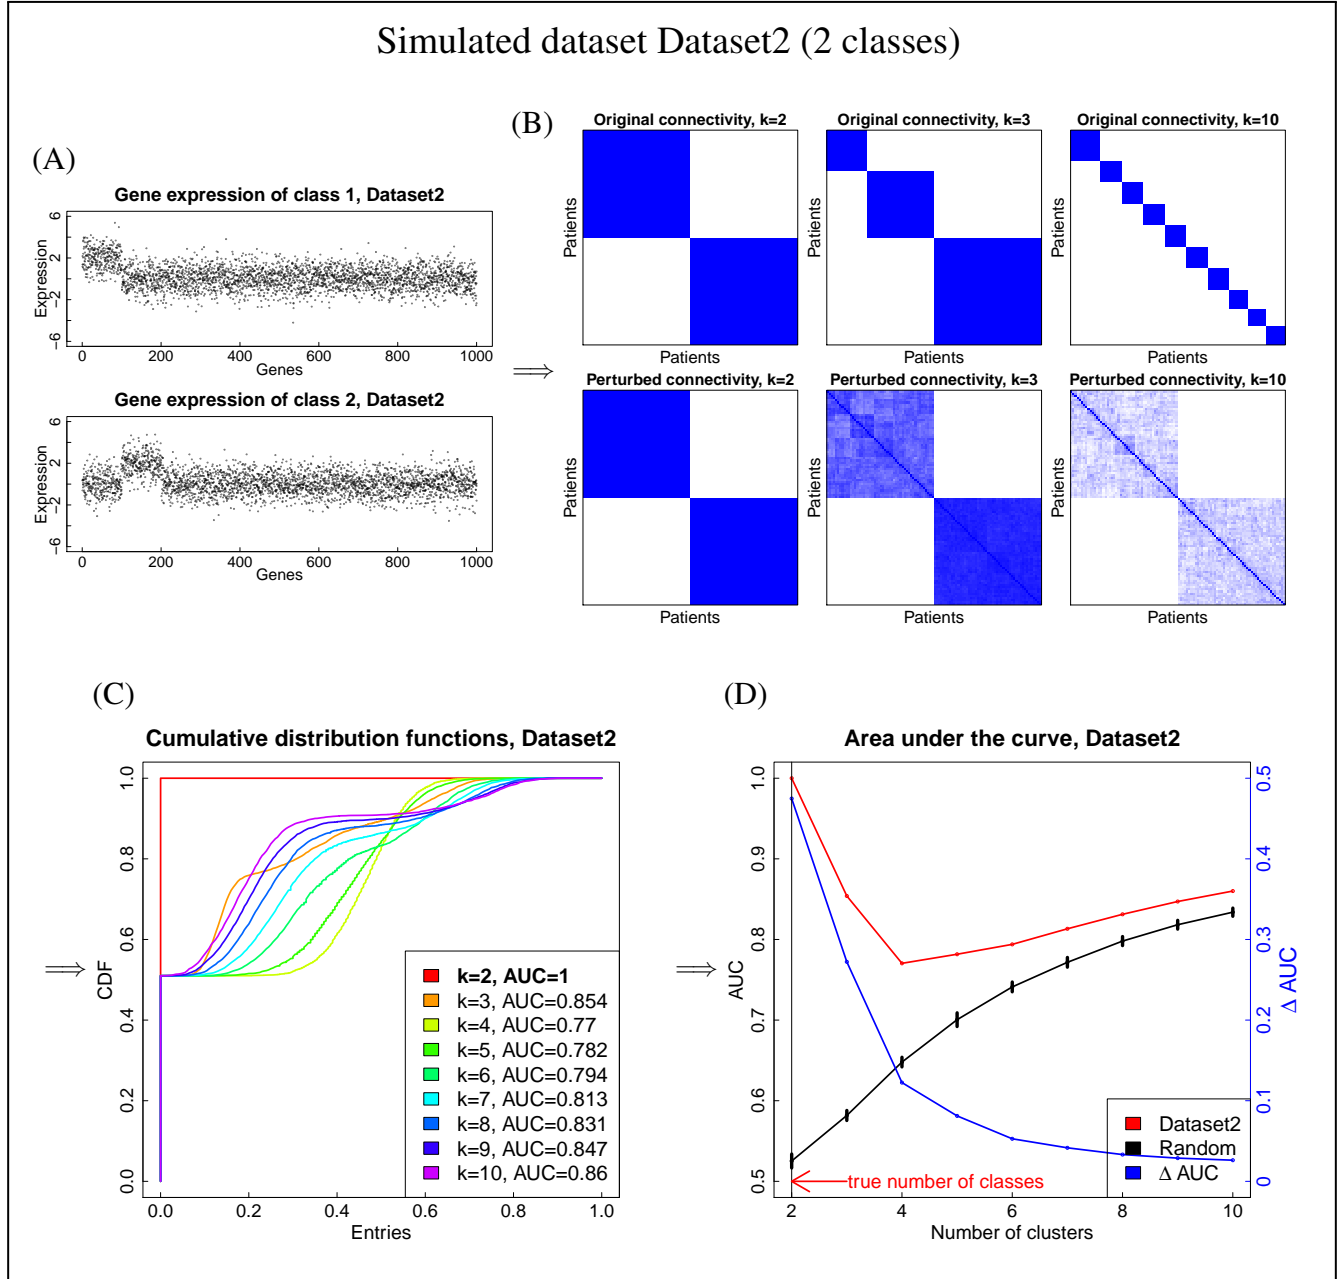 Simulated dataset Dataset2 (2 classes)
(A)
Gene expression of class 1, Dataset2
Expression
6
2
−2
−6
0 200 400 600 800 1000
Genes
Gene expression of class 2, Dataset2
Expression
6
2
−2
−6
0 200 400 600 800 1000
Genes
⇒
(B)
Original connectivity, k=2
Patients
Patients
Original connectivity, k=3
Patients
Patients
Original connectivity, k=10
Patients
Patients
Perturbed connectivity, k=2
Patients
Patients
Perturbed connectivity, k=3
Patients
Patients
Perturbed connectivity, k=10
Patients
Patients
⇒
(C)
Cumulative distribution functions, Dataset2
CDF
1.0
0.8
0.6
0.4
0.2
0.0
0.0 0.2 0.4 0.6 0.8 1.0
Entries
k=2, AUC=1
k=3, AUC=0.854
k=4, AUC=0.77
k=5, AUC=0.782
k=6, AUC=0.794
k=7, AUC=0.813
k=8, AUC=0.831
k=9, AUC=0.847
k=10, AUC=0.86
⇒
(D)
Area under the curve, Dataset2
AUC
1.0
0.9
0.8
0.7
0.6
0.5
2 4 6 8 10
Number of clusters
Δ AUC
0.5
0.4
0.3
0.2
0.1
0
Dataset2
Random
Δ AUC
true number of classes